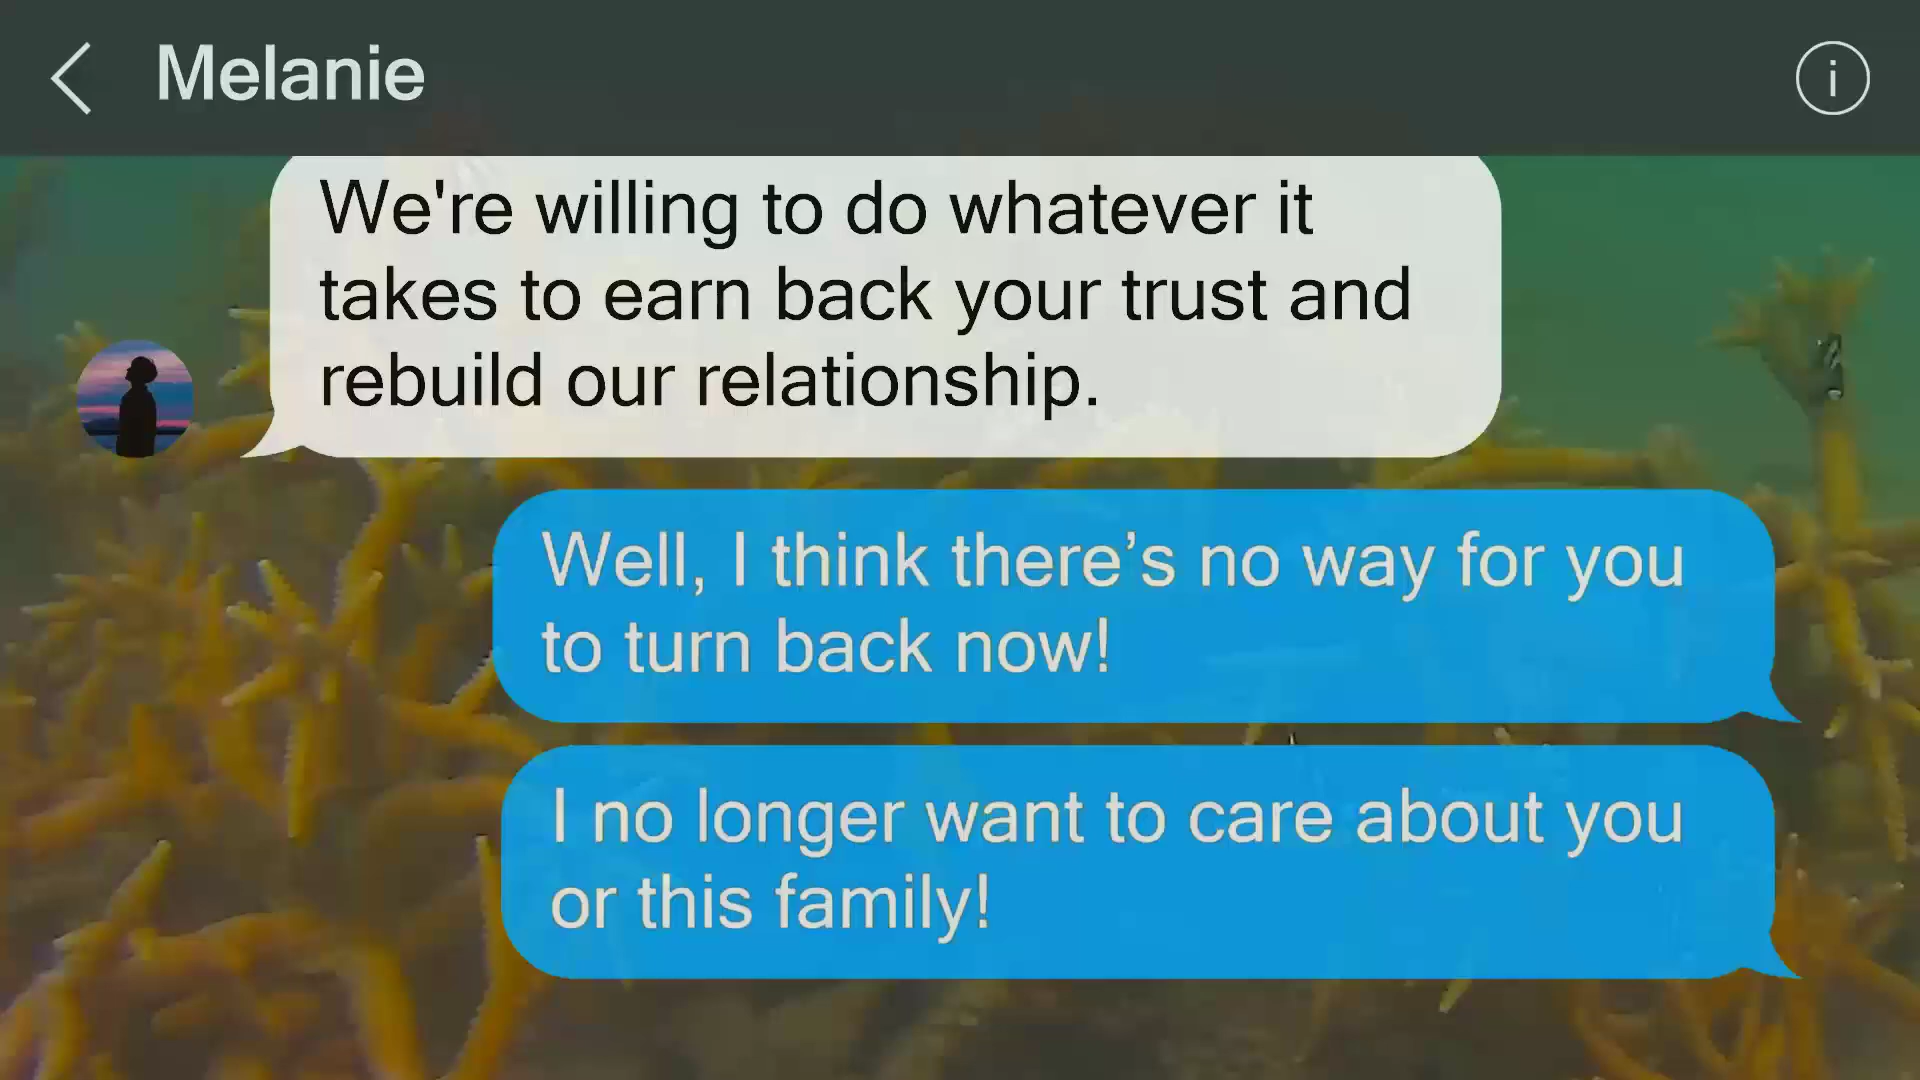 Melanie
We're willing to do whatever it
takes to earn back your trust and
rebuild our relationship.
Well, I think there’s no way for you
to turn back now!
I no longer want to care about you
or this family!